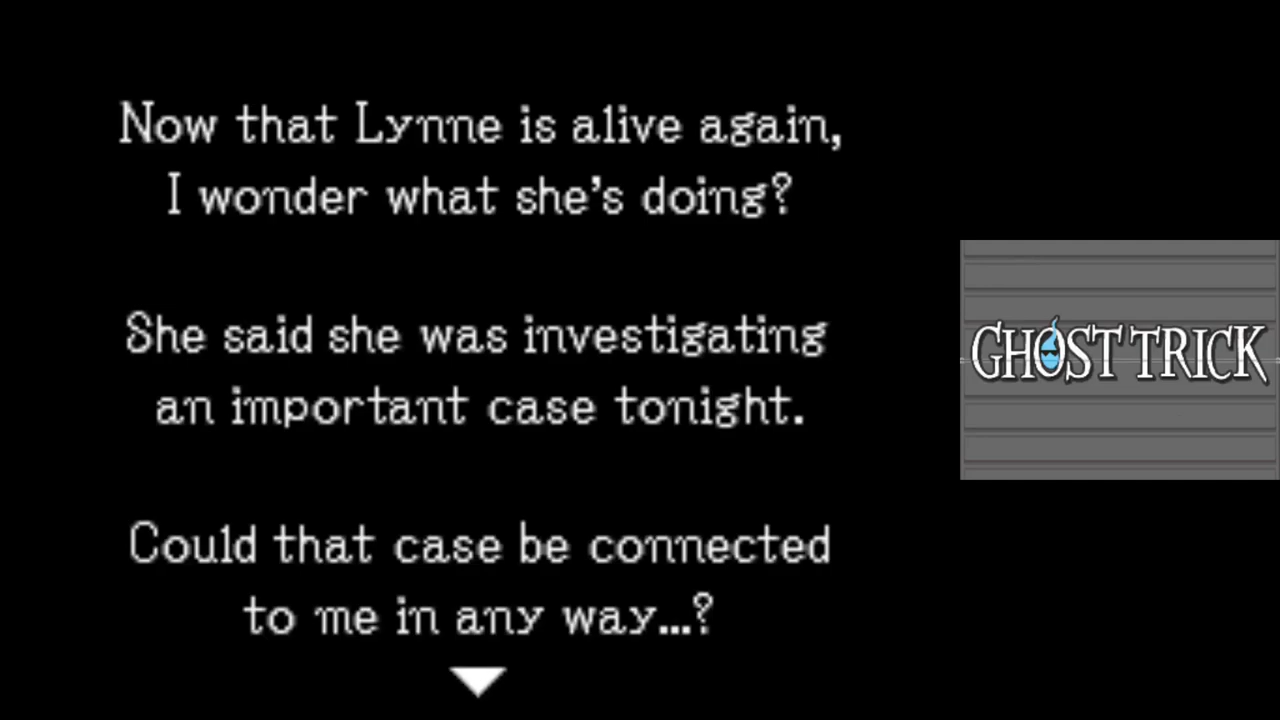 Now that Lynne is alive again,
I wonder what she's doing?
She said she was investigating
an important case tonight.
Could that case be connected
to me in any way...?
GHOST TRICK